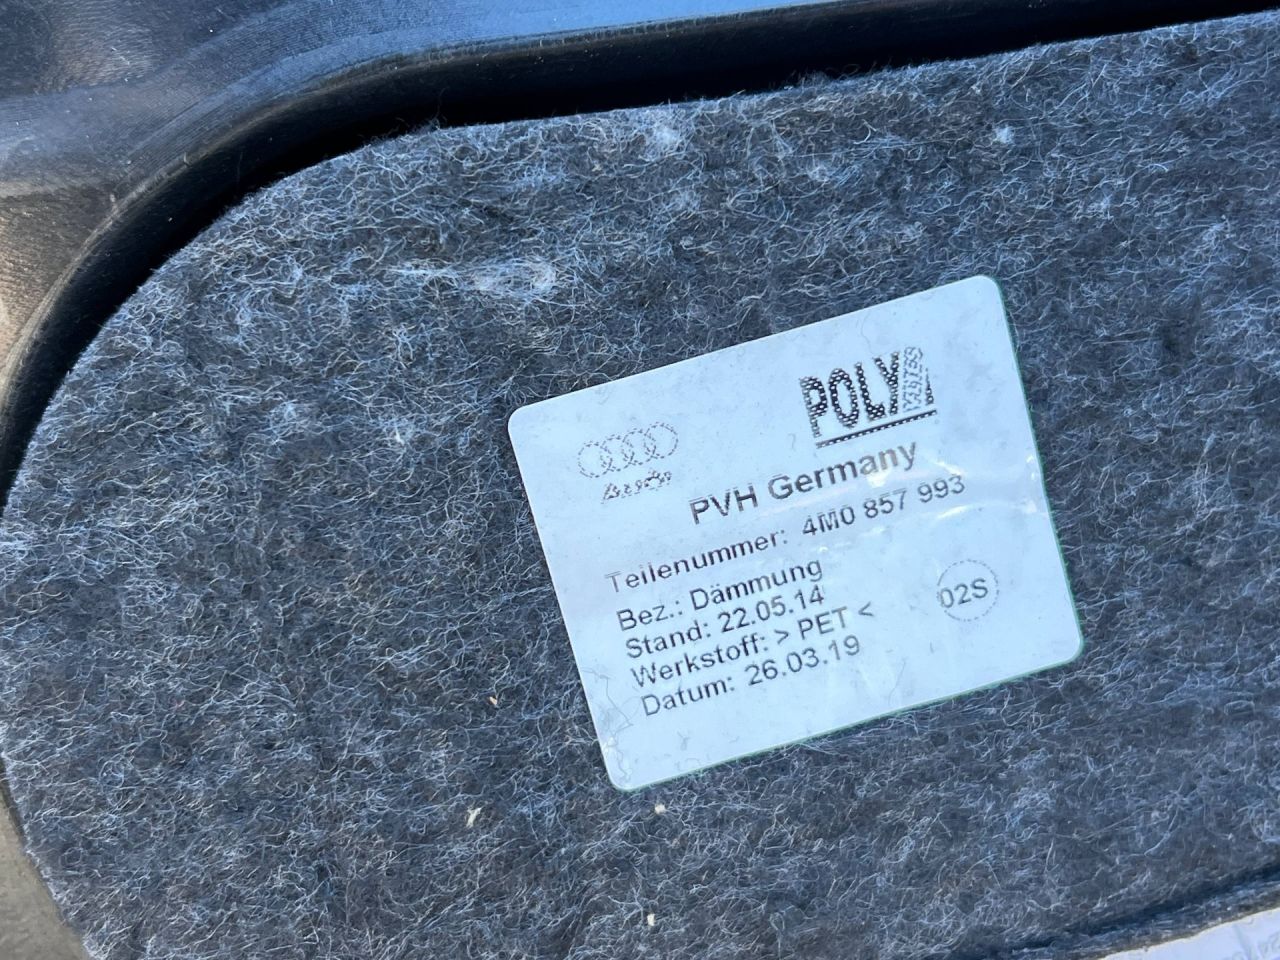 Audi
POLY
PVH Germany
Teilenummer: 4M0 857 993
Bez.: Dämmung
Stand: 22.05.14
Werkstoff: > PET <
Datum: 26.03.19
02S